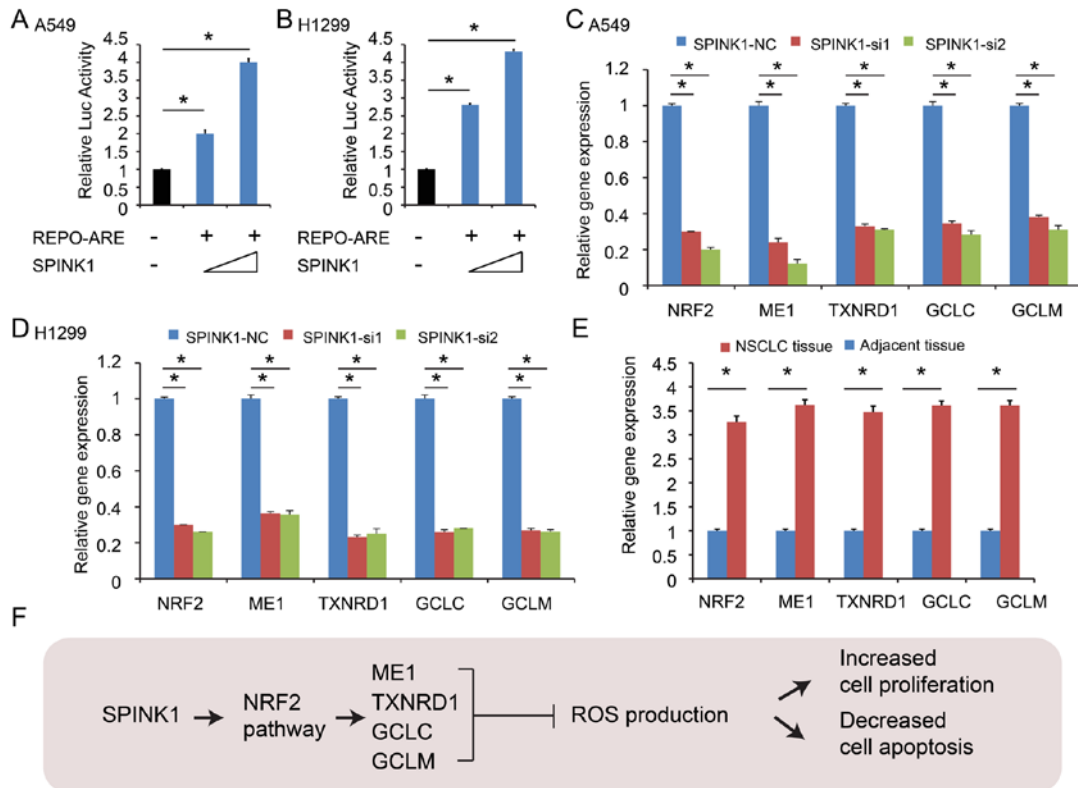 A A549
Relative Luc Activity
4.5
4
3.5
3
2.5
2
1.5
1
0.5
0
* *
REPO-ARE - + +
SPINK1 -
B H1299
Relative Luc Activity
4.5
4
3.5
3
2.5
2
1.5
1
0.5
0
* *
REPO-ARE - + +
SPINK1 -
C A549
SPINK1-NC SPINK1-si1 SPINK1-si2
Relative gene expression
1.2
1
0.8
0.6
0.4
0.2
0
* * * * *
* * * * *
NRF2 ME1 TXNRD1 GCLC GCLM
D H1299
SPINK1-NC SPINK1-si1 SPINK1-si2
Relative gene expression
1.2
1
0.8
0.6
0.4
0.2
0
* * * * *
* * * * *
NRF2 ME1 TXNRD1 GCLC GCLM
E
NSCLC tissue Adjacent tissue
Relative gene expression
4.5
4
3.5
3
2.5
2
1.5
1
0.5
0
* * * * *
NRF2 ME1 TXNRD1 GCLC GCLM
F
SPINK1
NRF2
pathway
ME1
TXNRD1
GCLC
GCLM
ROS production
Increased
cell proliferation
Decreased
cell apoptosis